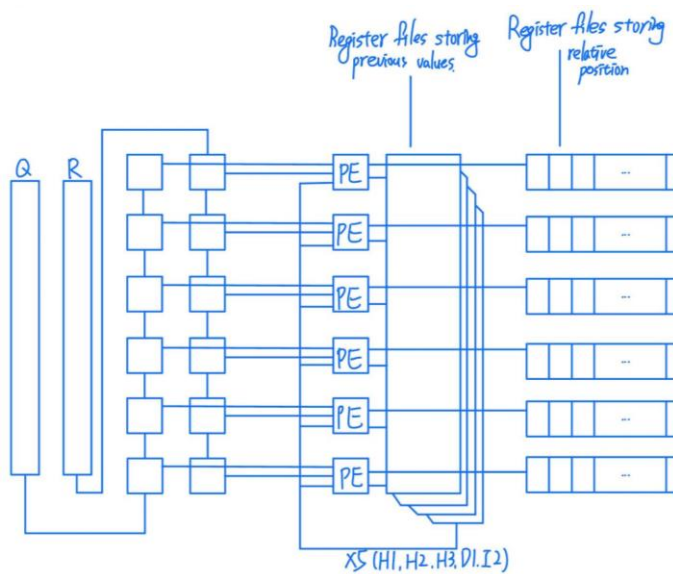 Register files storing
previous values.
Register files storing
relative
position
Q
R
PE
...
PE
...
PE
...
PE
...
PE
...
PE
...
X5 (H1, H2, H3, D1. I2)